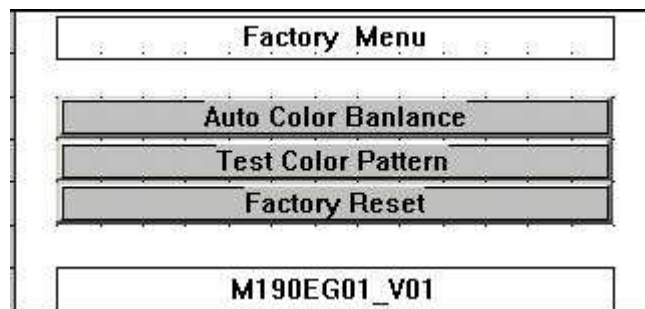 Factory Menu
Auto Color Banlance
Test Color Pattern
Factory Reset
M190EG01_V01